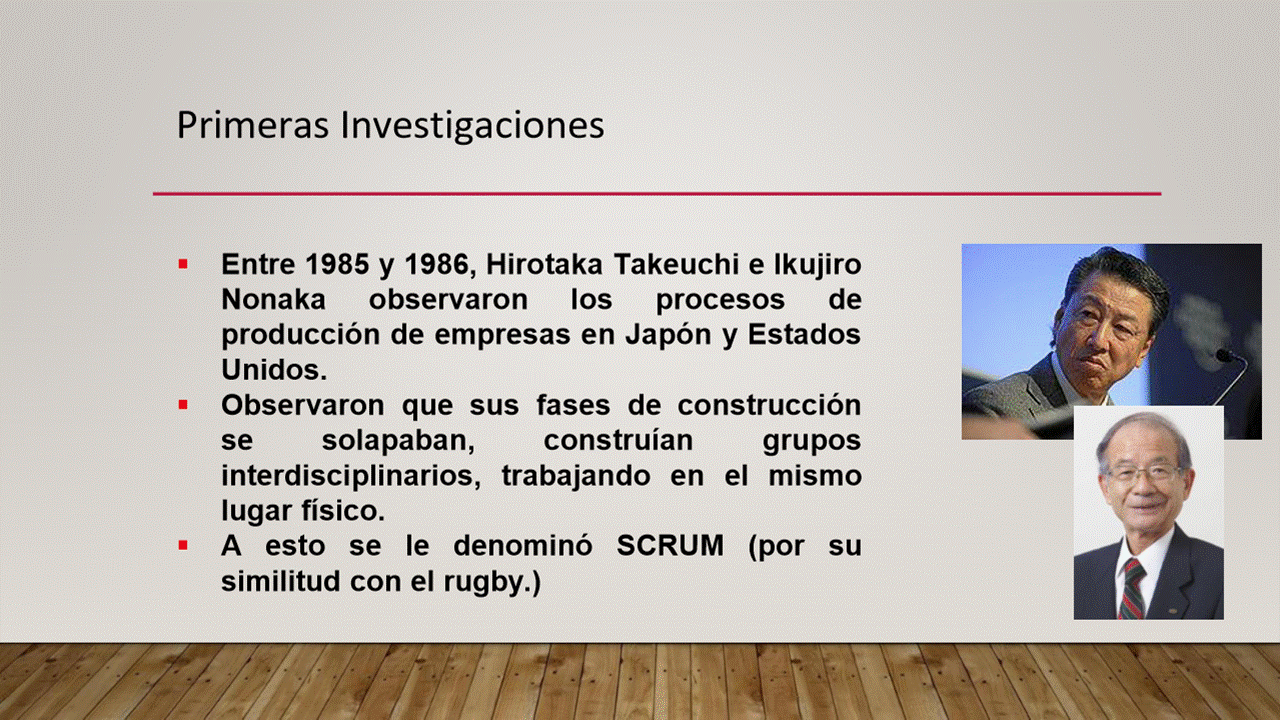 Primeras Investigaciones
Entre 1985 y 1986, Hirotaka Takeuchi e Ikujiro
Nonaka observaron los procesos de
producción de empresas en Japón y Estados
Unidos.
Observaron que sus fases de construcción
se solapaban, construían grupos
interdisciplinarios, trabajando en el mismo
lugar físico.
A esto se le denominó SCRUM (por su
similitud con el rugby.)